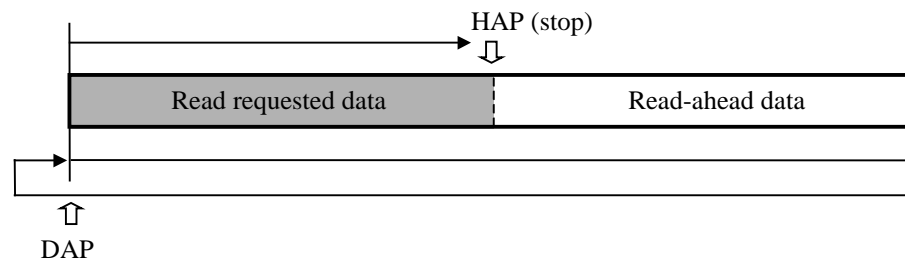 HAP (stop)
Read requested data
Read-ahead data
DAP